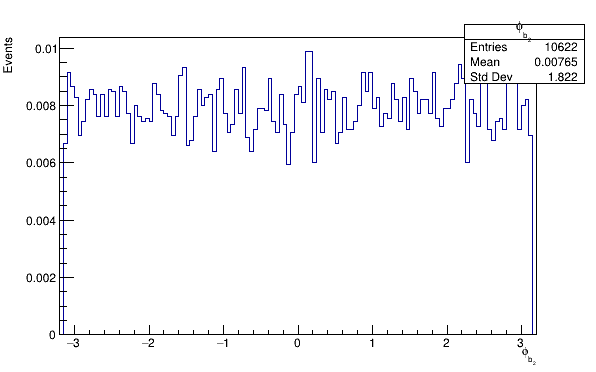 ϕ_b₂
Events
Entries 10622
Mean 0.00765
Std Dev 1.822
0.01
0.008
0.006
0.004
0.002
0
−3 −2 −1 0 1 2 3
ϕ_b₂